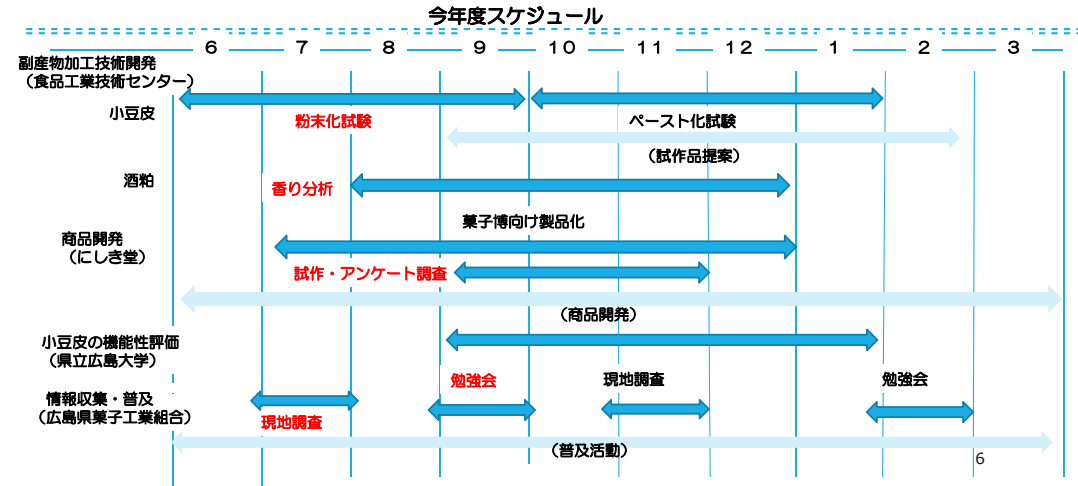 今年度スケジュール
6 7 8 9 10 11 12 1 2 3
副産物加工技術開発
（食品工業技術センター）
小豆皮
粉末化試験
ペースト化試験
（試作品提案）
酒粕
香り分析
菓子博向け製品化
商品開発
（にしき堂）
試作・アンケート調査
（商品開発）
小豆皮の機能性評価
（県立広島大学）
勉強会
現地調査
勉強会
情報収集・普及
（広島県菓子工業組合）
現地調査
（普及活動）
6